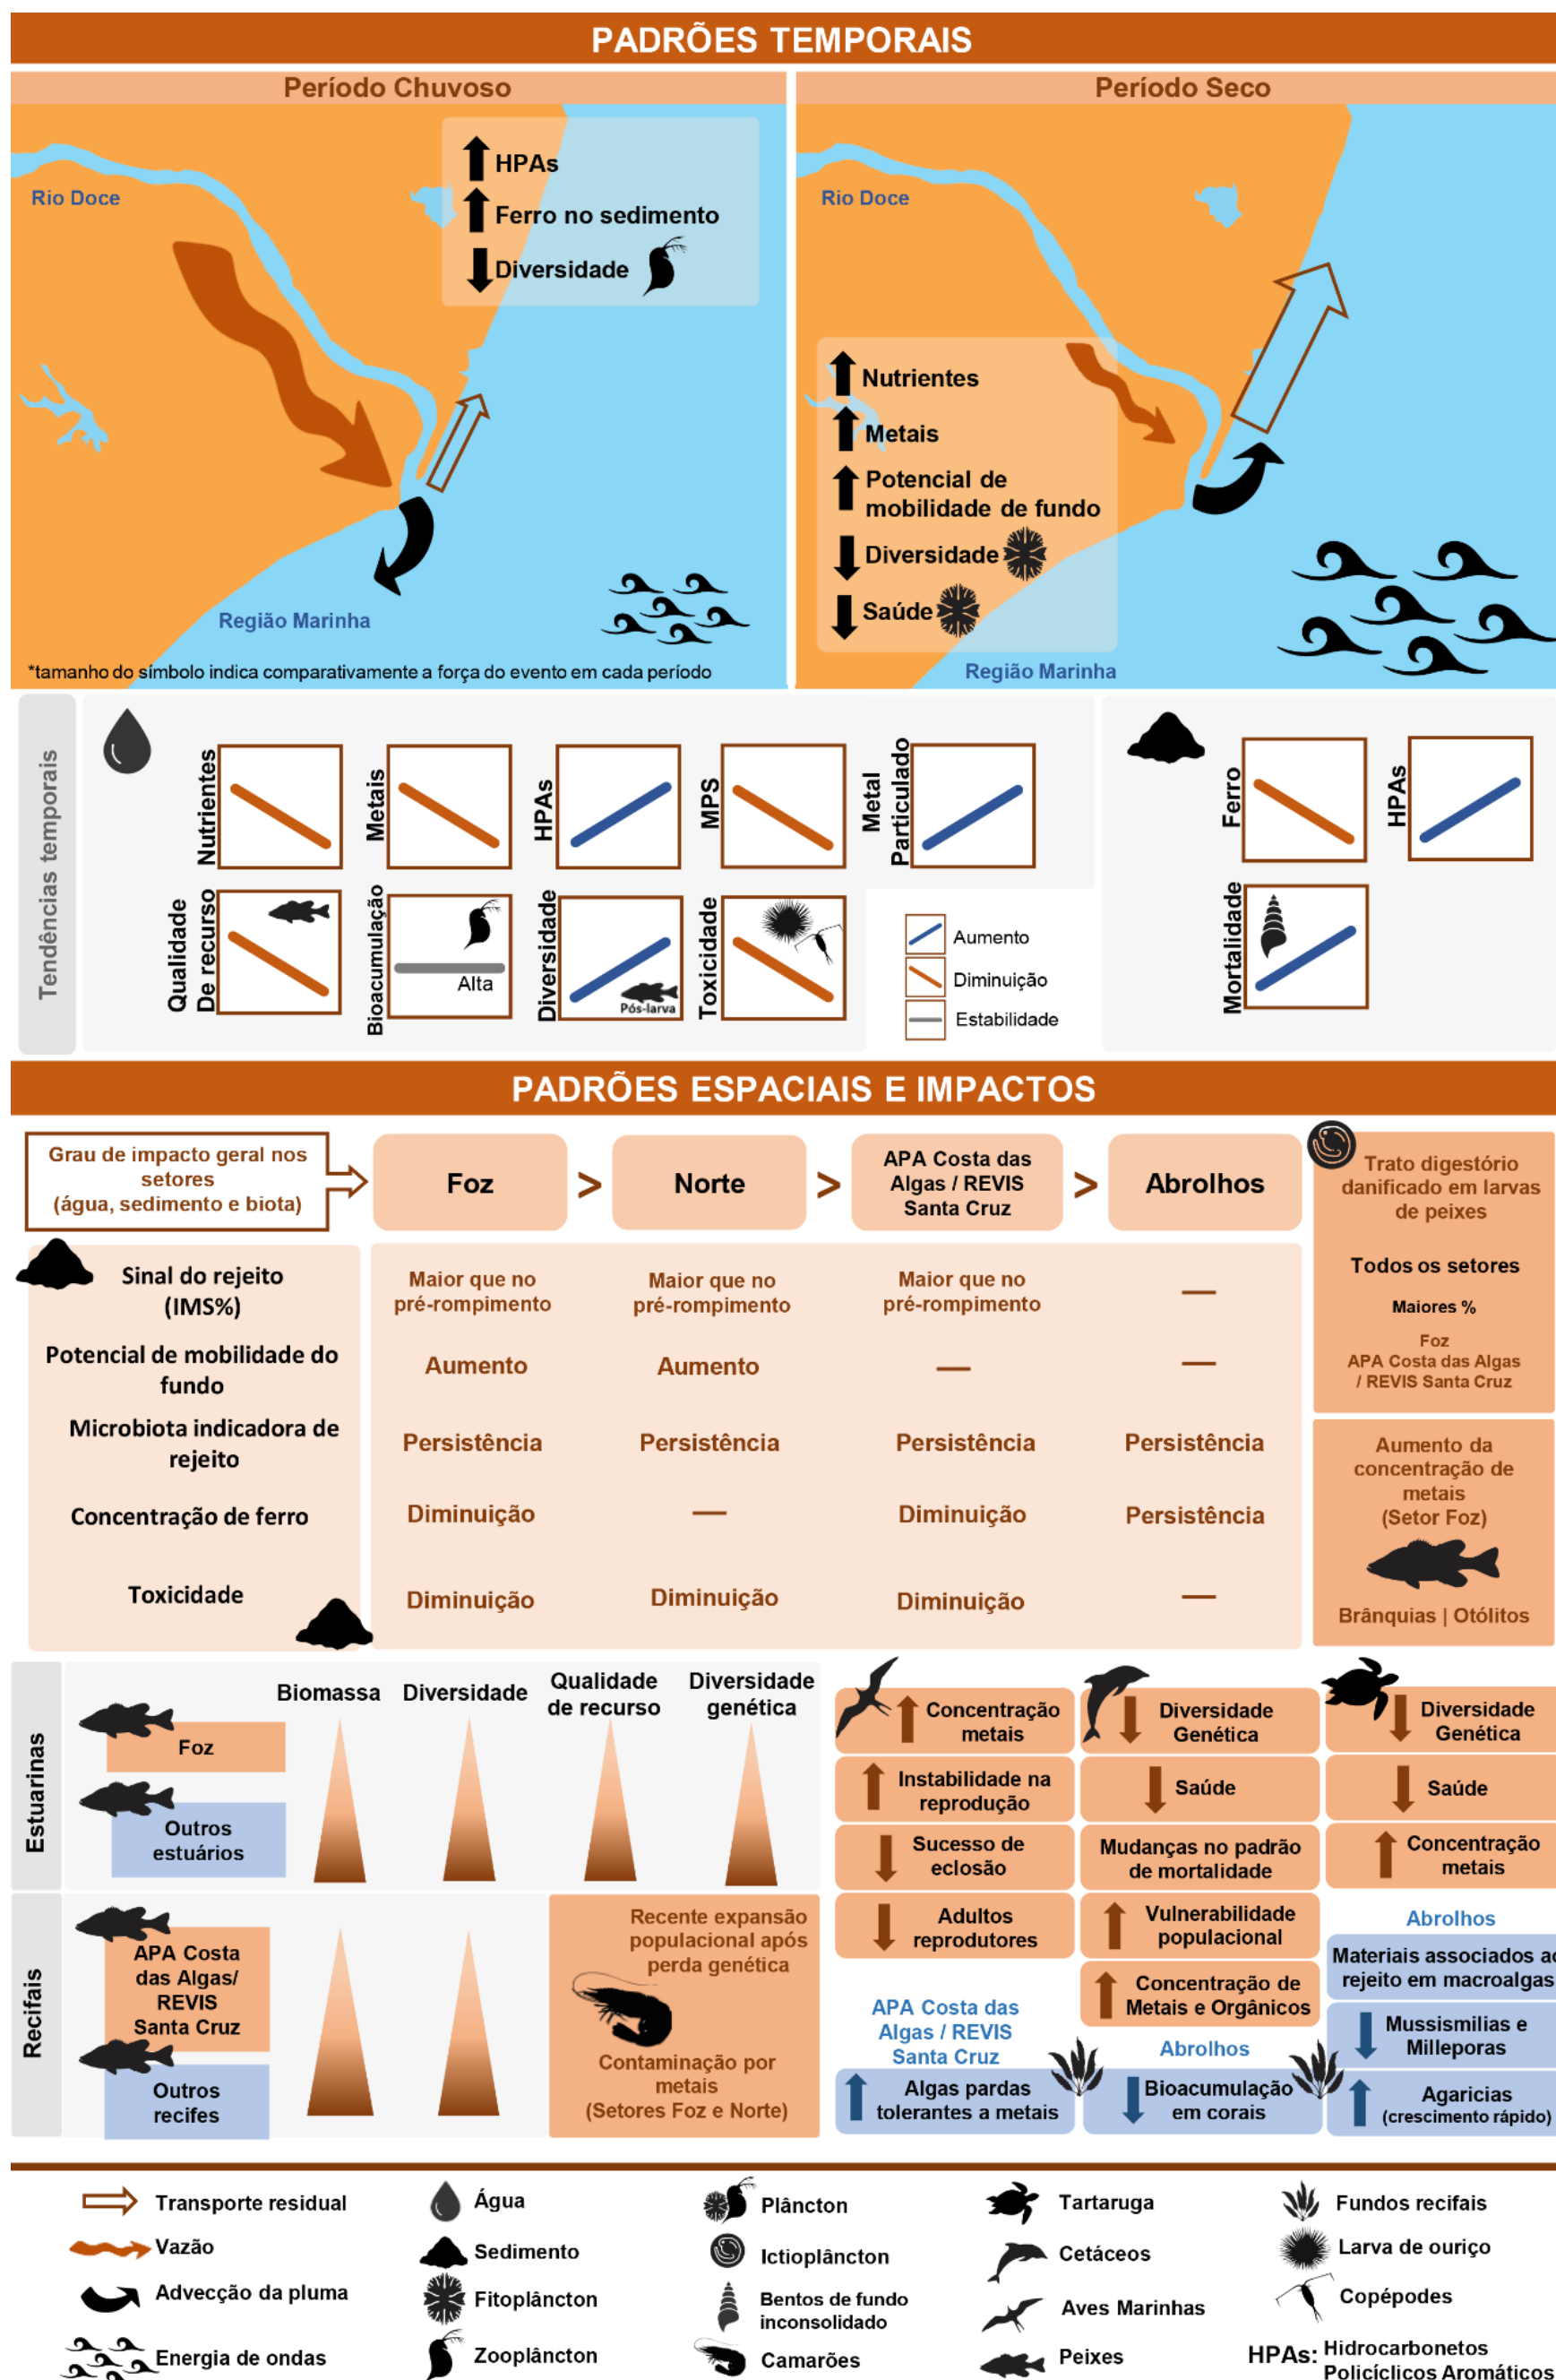 PADRÕES TEMPORAIS
Período Chuvoso
Rio Doce
HPAs
Ferro no sedimento
Diversidade
Região Marinha
*tamanho do símbolo indica comparativamente a força do evento em cada período
Período Seco
Rio Doce
Nutrientes
Metais
Potencial de
mobilidade de fundo
Diversidade
Saúde
Região Marinha
Tendências temporais
Nutrientes
Metais
HPAs
MPS
Metal
Particulado
Qualidade
De recurso
Bioacumulação
Alta
Diversidade
Pós-larva
Toxicidade
Aumento
Diminuição
Estabilidade
Ferro
HPAs
Mortalidade
PADRÕES ESPACIAIS E IMPACTOS
Grau de impacto geral nos
setores
(água, sedimento e biota)
Foz
>
Norte
>
APA Costa das
Algas / REVIS
Santa Cruz
>
Abrolhos
Sinal do rejeito
(IMS%)
Maior que no
pré-rompimento
Maior que no
pré-rompimento
Maior que no
pré-rompimento
—
Potencial de mobilidade do
fundo
Aumento
Aumento
—
—
Microbiota indicadora de
rejeito
Persistência
Persistência
Persistência
Persistência
Concentração de ferro
Diminuição
—
Diminuição
Persistência
Toxicidade
Diminuição
Diminuição
Diminuição
—
Trato digestório
danificado em larvas
de peixes
Todos os setores
Maiores %
Foz
APA Costa das Algas
/ REVIS Santa Cruz
Aumento da
concentração de
metais
(Setor Foz)
Brânquias | Otólitos
Estuarinas
Biomassa
Diversidade
Qualidade
de recurso
Diversidade
genética
Foz
Outros
estuários
Recifais
APA Costa
das Algas/
REVIS
Santa Cruz
Outros
recifes
Recente expansão
populacional após
perda genética
Contaminação por
metais
(Setores Foz e Norte)
Concentração
metais
Instabilidade na
reprodução
Sucesso de
eclosão
Adultos
reprodutores
APA Costa das
Algas / REVIS
Santa Cruz
Algas pardas
tolerantes a metais
Diversidade
Genética
Saúde
Mudanças no padrão
de mortalidade
Vulnerabilidade
populacional
Concentração de
Metais e Orgânicos
Abrolhos
Bioacumulação
em corais
Diversidade
Genética
Saúde
Concentração
metais
Abrolhos
Materiais associados ao
rejeito em macroalgas
Mussismilias e
Milleporas
Agaricias
(crescimento rápido)
Transporte residual
Vazão
Advecção da pluma
Energia de ondas
Água
Sedimento
Fitoplâncton
Zooplâncton
Plâncton
Ictioplâncton
Bentos de fundo
inconsolidado
Camarões
Tartaruga
Cetáceos
Aves Marinhas
Peixes
Fundos recifais
Larva de ouriço
Copépodes
HPAs: Hidrocarbonetos
Policíclicos Aromáticos